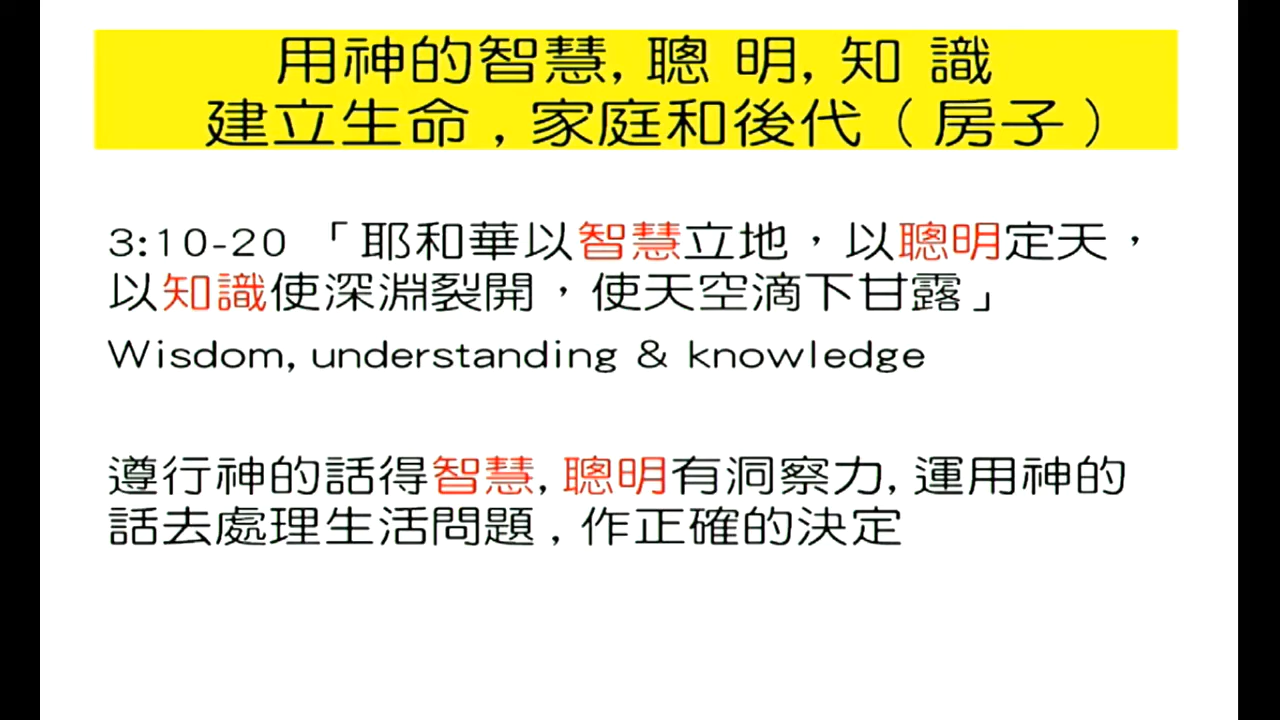 用神的智慧, 聰 明, 知 識
建立生命 , 家庭和後代（ 房子 ）
3:10-20 「耶和華以智慧立地，以聰明定天，
以知識使深淵裂開，使天空滴下甘露」
Wisdom, understanding & knowledge
遵行神的話得智慧, 聰明有洞察力, 運用神的
話去處理生活問題 , 作正確的決定